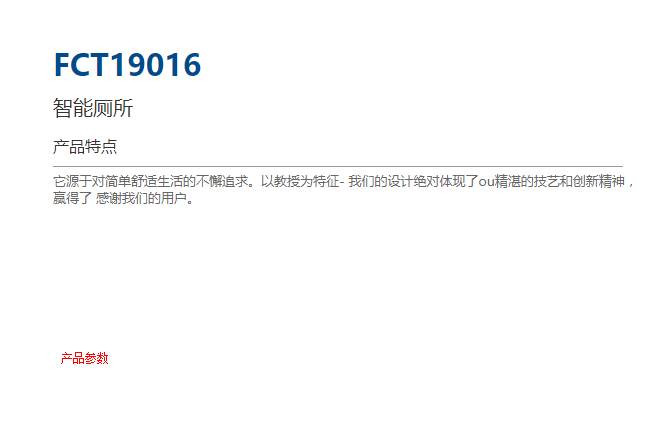 FCT19016
智能厕所
产品特点
它源于对简单舒适生活的不懈追求。以教授为特征- 我们的设计绝对体现了ou精湛的技艺和创新精神，
赢得了 感谢我们的用户。
产品参数